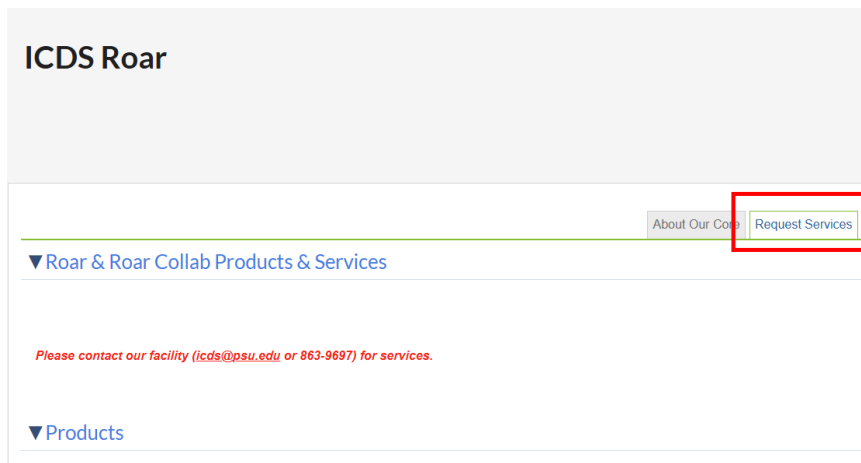 ICDS Roar
About Our Core
Request Services
▼Roar & Roar Collab Products & Services
Please contact our facility (icds@psu.edu or 863-9697) for services.
▼Products